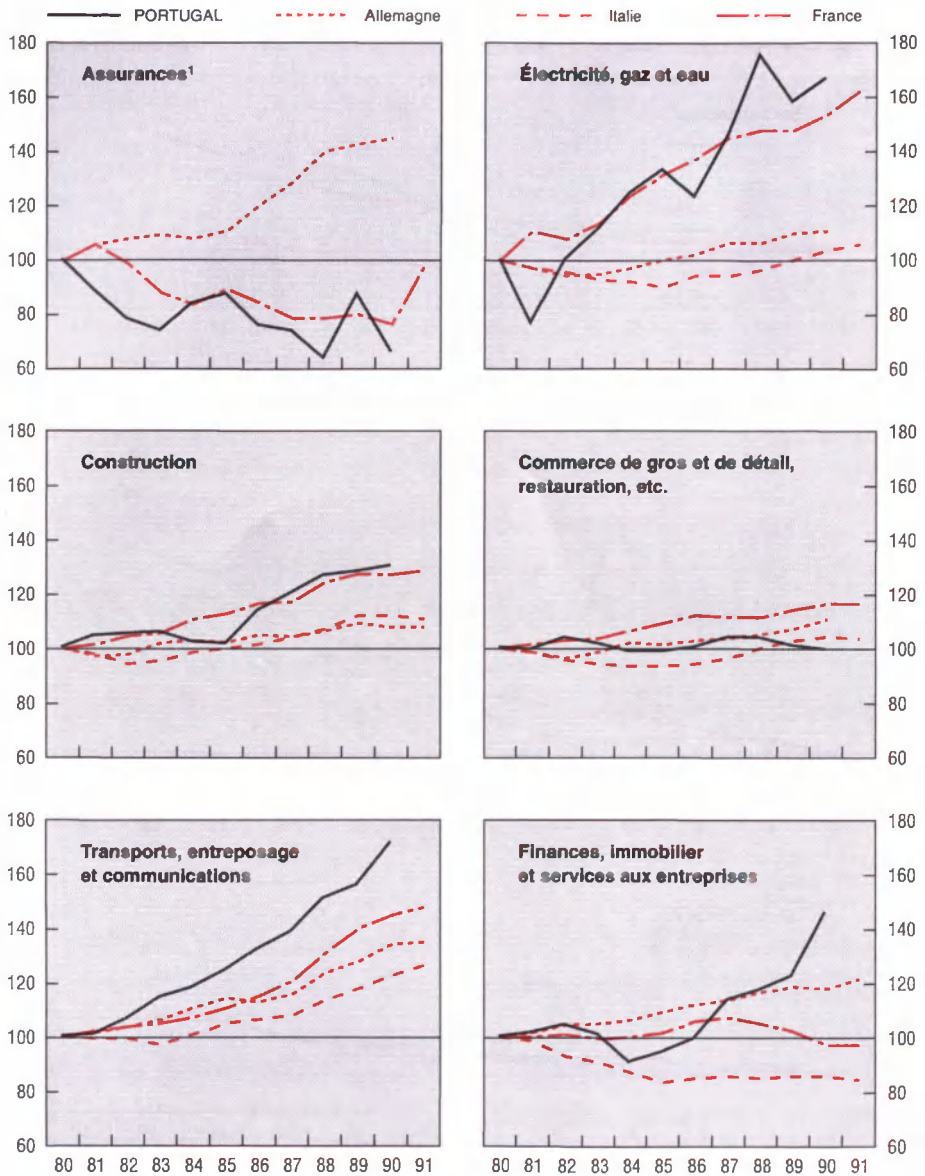 PORTUGAL Allemagne Italie France
180 180
160 160
140 140
120 120
100 100
80 80
60 60
Assurances¹
Électricité, gaz et eau
180 180
160 160
140 140
120 120
100 100
80 80
60 60
Construction
Commerce de gros et de détail,
restauration, etc.
180 180
160 160
140 140
120 120
100 100
80 80
60 60
Transports, entreposage
et communications
Finances, immobilier
et services aux entreprises
80 81 82 83 84 85 86 87 88 89 90 91
80 81 82 83 84 85 86 87 88 89 90 91